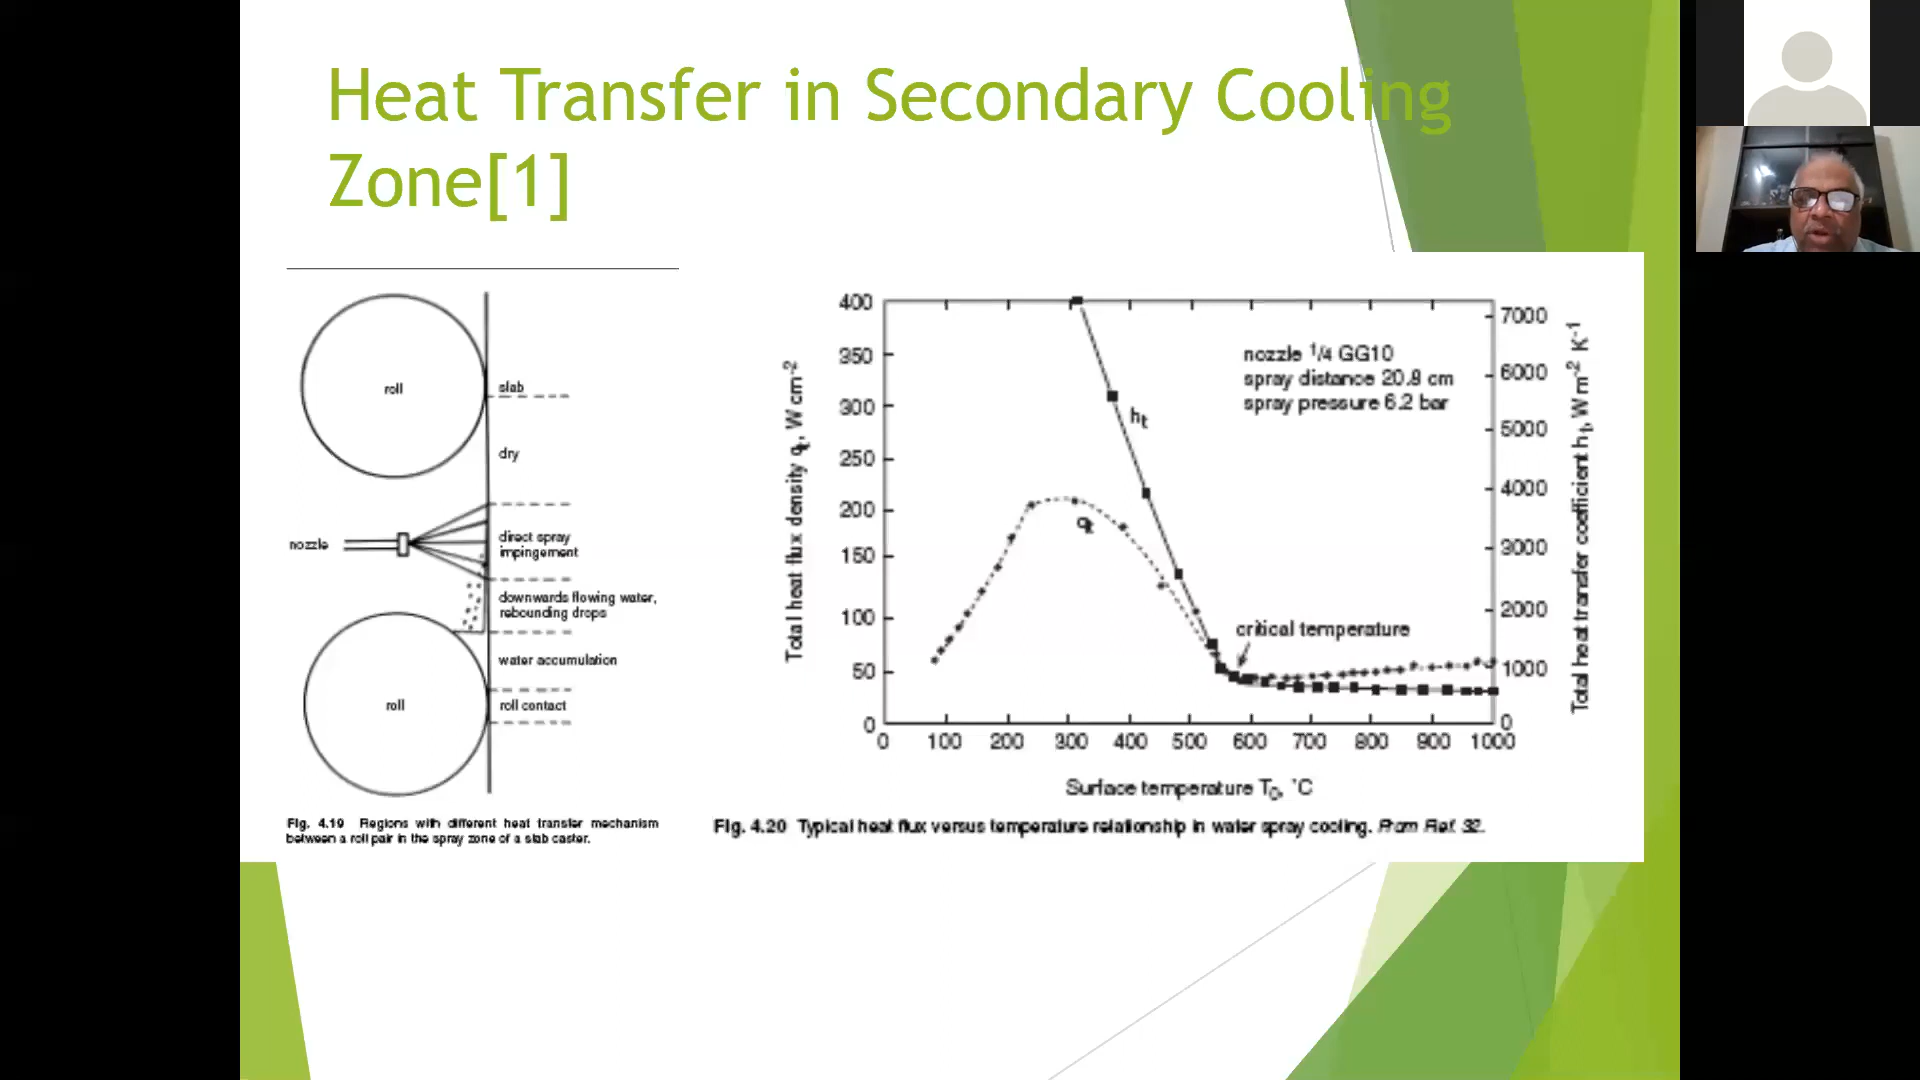 Heat Transfer in Secondary Cooling
Zone[1]
roll
slab
dry
nozzle
direct spray
impingement
downwards flowing water,
rebounding drops
water accumulation
roll
roll contact
Fig. 4.19 Regions with different heat transfer mechanism
between a roll pair in the spray zone of a slab caster.
Total heat flux density qt, W cm-2
400
350
300
250
200
150
100
50
0
nozzle 1/4 GG10
spray distance 20.8 cm
spray pressure 6.2 bar
ht
qt
critical temperature
7000
6000
5000
4000
3000
2000
1000
0
Total heat transfer coefficient ht, W m-2 K-1
0 100 200 300 400 500 600 700 800 900 1000
Surface temperature T0, °C
Fig. 4.20 Typical heat flux versus temperature relationship in water spray cooling. From Ref. 32.